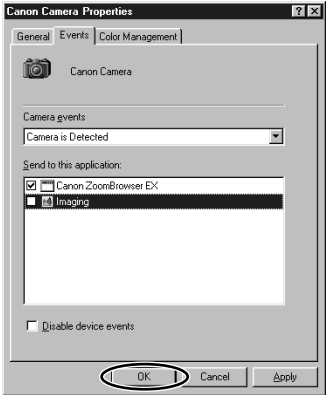 Canon Camera Properties
General Events Color Management
Canon Camera
Camera events
Camera is Detected
Send to this application:
Canon ZoomBrowser EX
Imaging
Disable device events
OK Cancel Apply